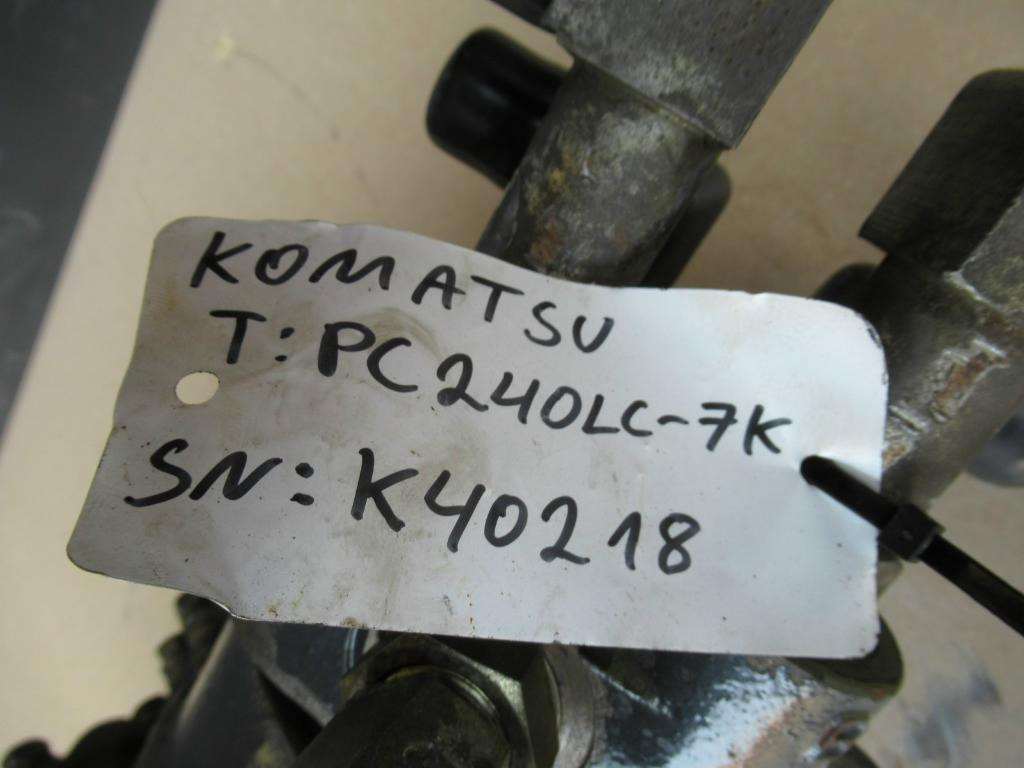 KOMATSU
T: PC240LC-7K
SN: K40218